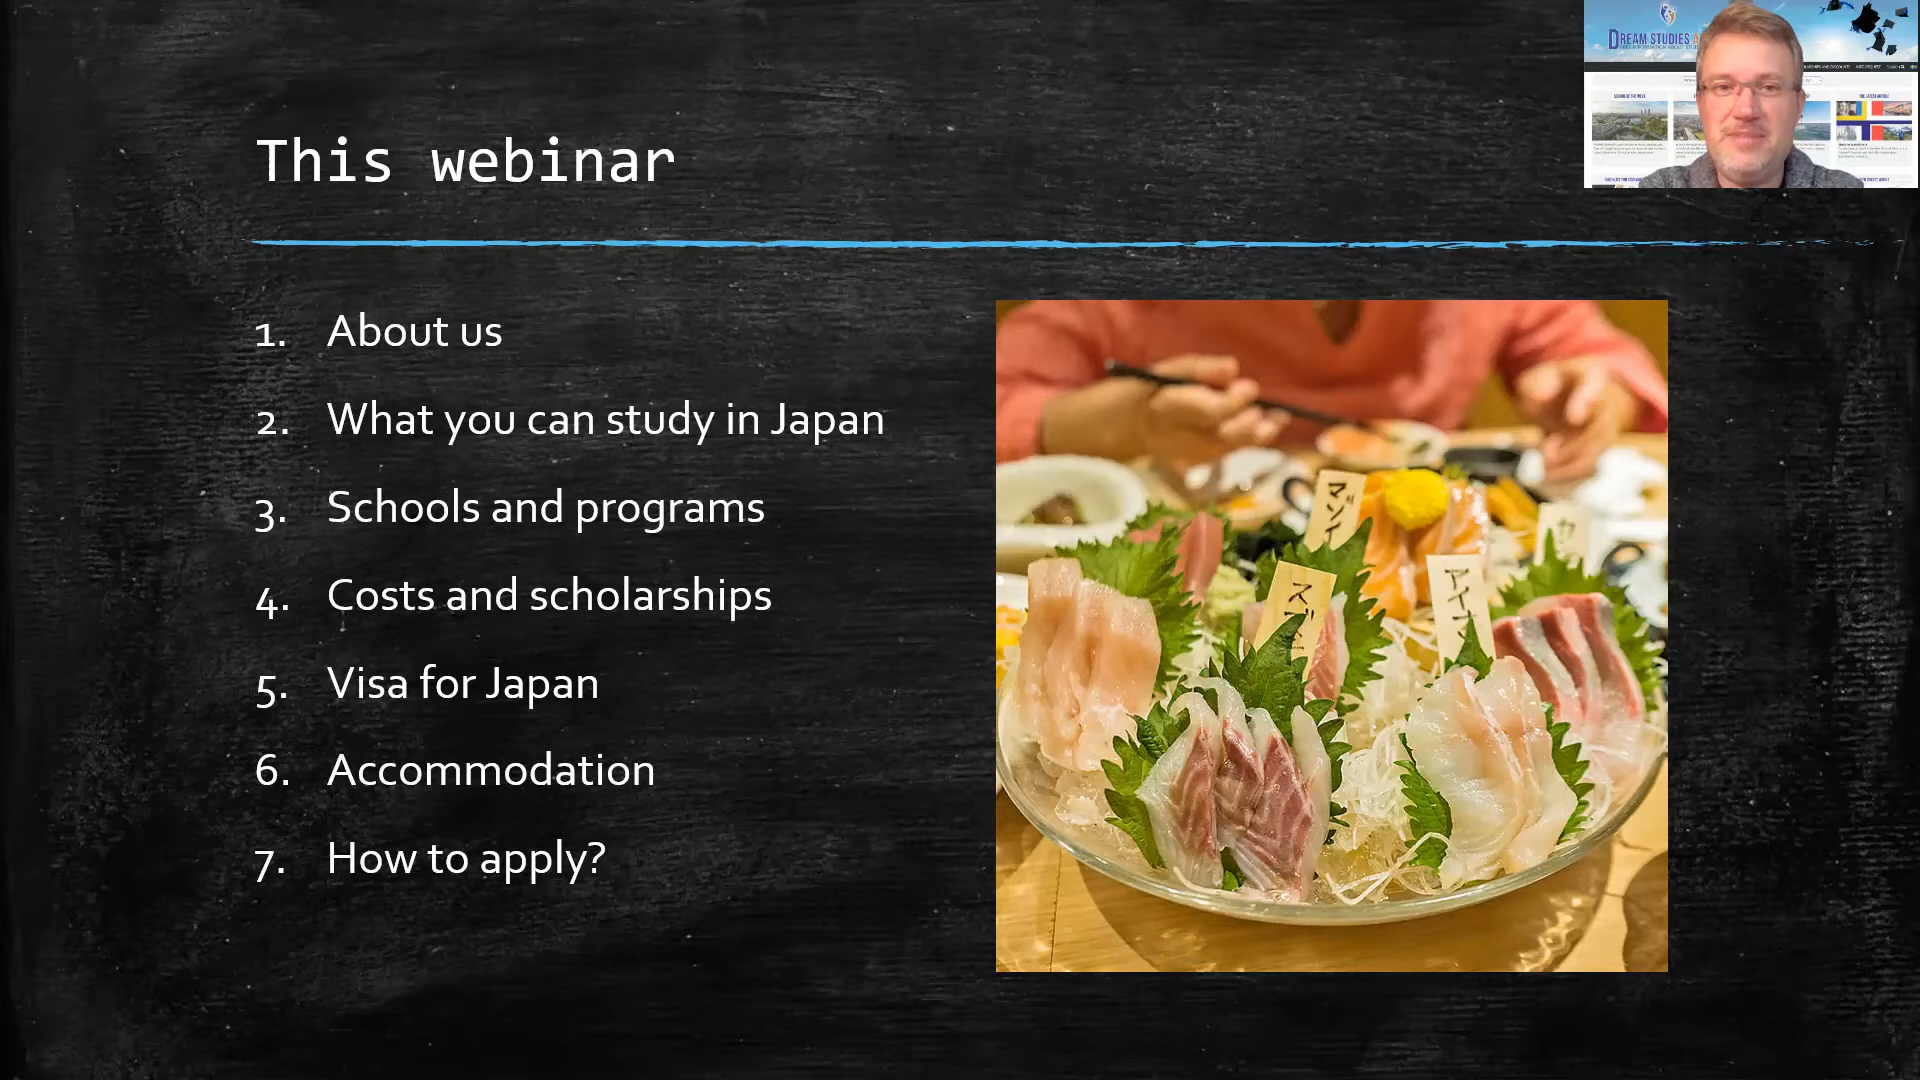 DREAM STUDIES
This webinar
1. About us
2. What you can study in Japan
3. Schools and programs
4. Costs and scholarships
5. Visa for Japan
6. Accommodation
7. How to apply?